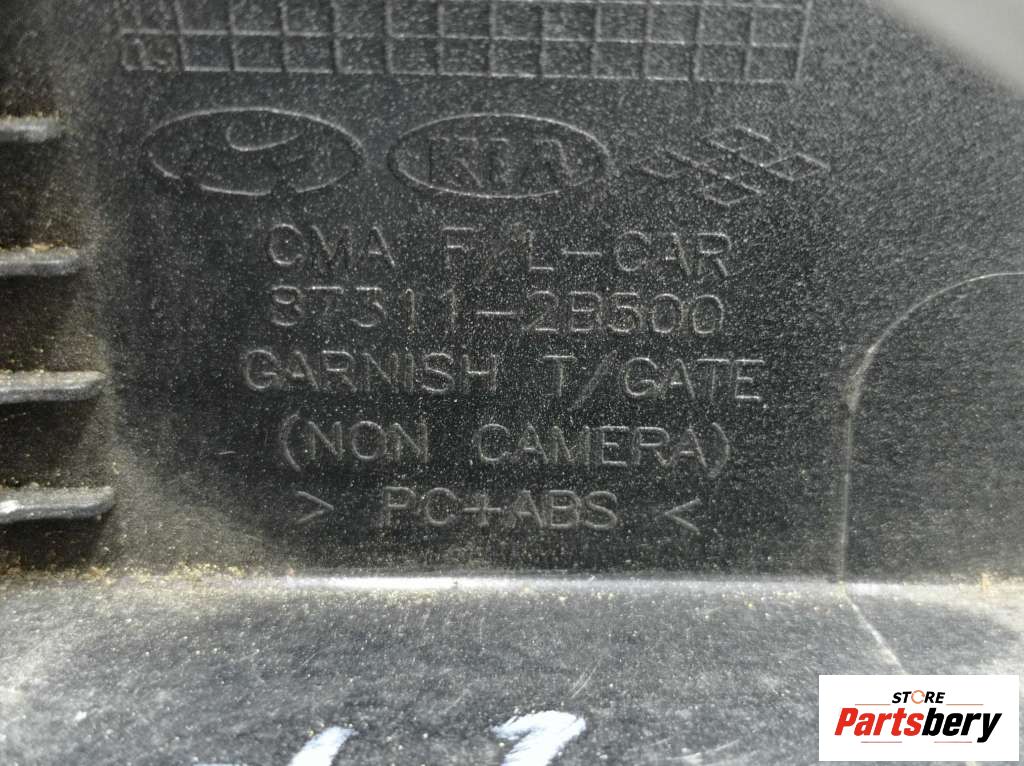 KIA
CMA F/L-CAR
87311-2B500
GARNISH T/GATE
(NON CAMERA)
> PC+ABS <
STORE
Partsbery